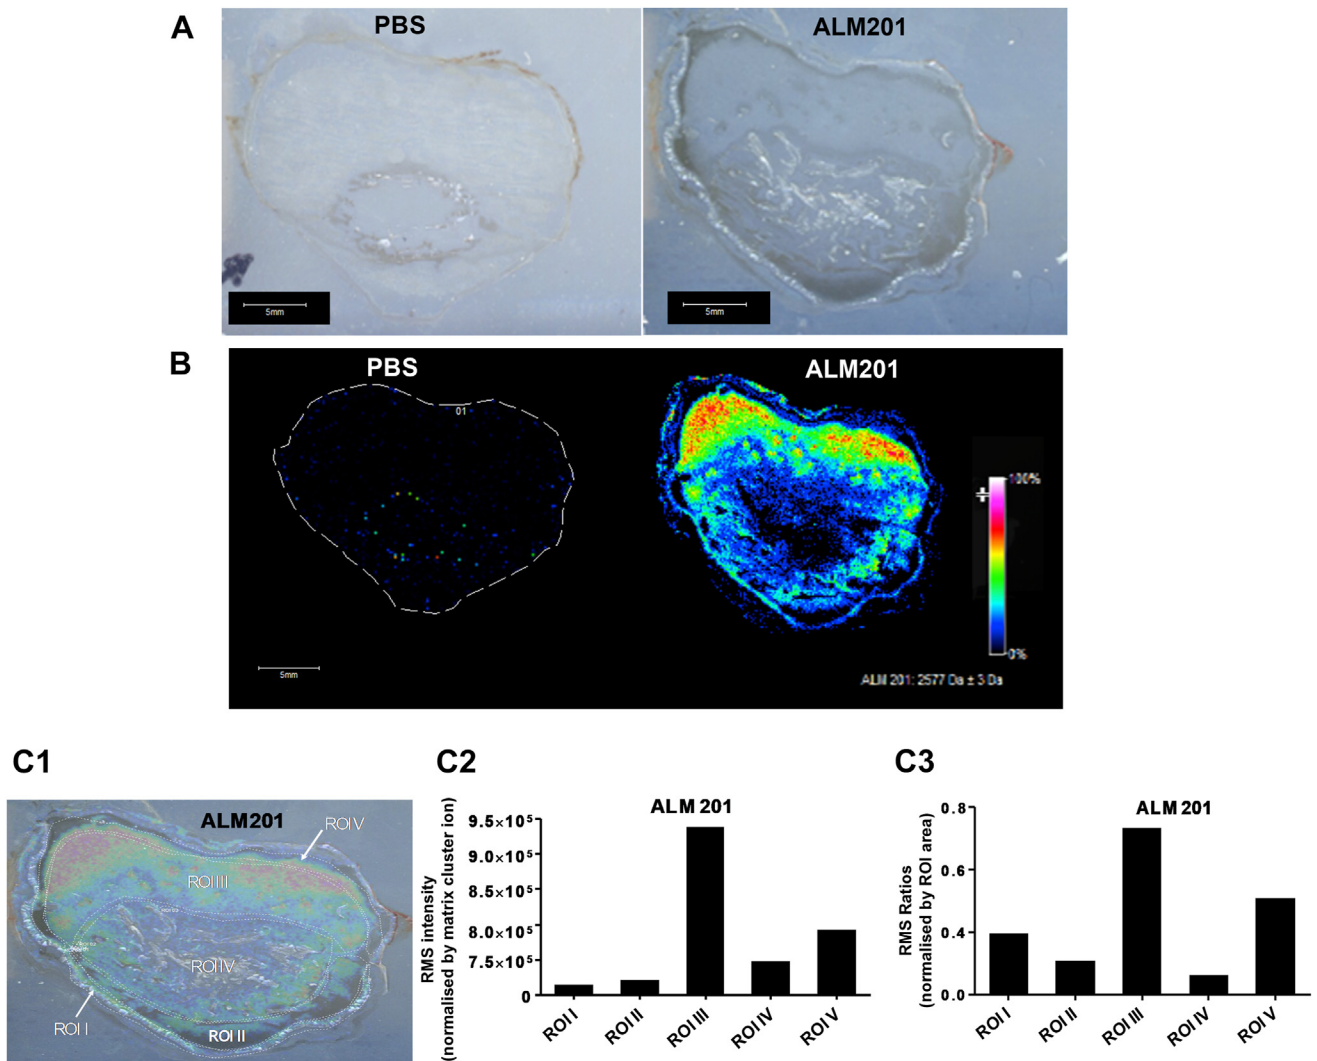 A
PBS
ALM201
5mm
5mm
B
PBS
ALM201
01
100%
0%
5mm
ALM 201: 2577 Da ± 3 Da
C1
C2
C3
ALM201
ROI V
ROI III
ROI IV
ROI I
ROI II
ALM 201
RMS intensity
(normalised by matrix cluster ion)
9.5×10⁵
9.0×10⁵
8.5×10⁵
8.0×10⁵
7.5×10⁵
0
ROI I
ROI II
ROI III
ROI IV
ROI V
ALM 201
RMS Ratios
(normalised by ROI area)
0.8
0.6
0.4
0.0
ROI I
ROI II
ROI III
ROI IV
ROI V